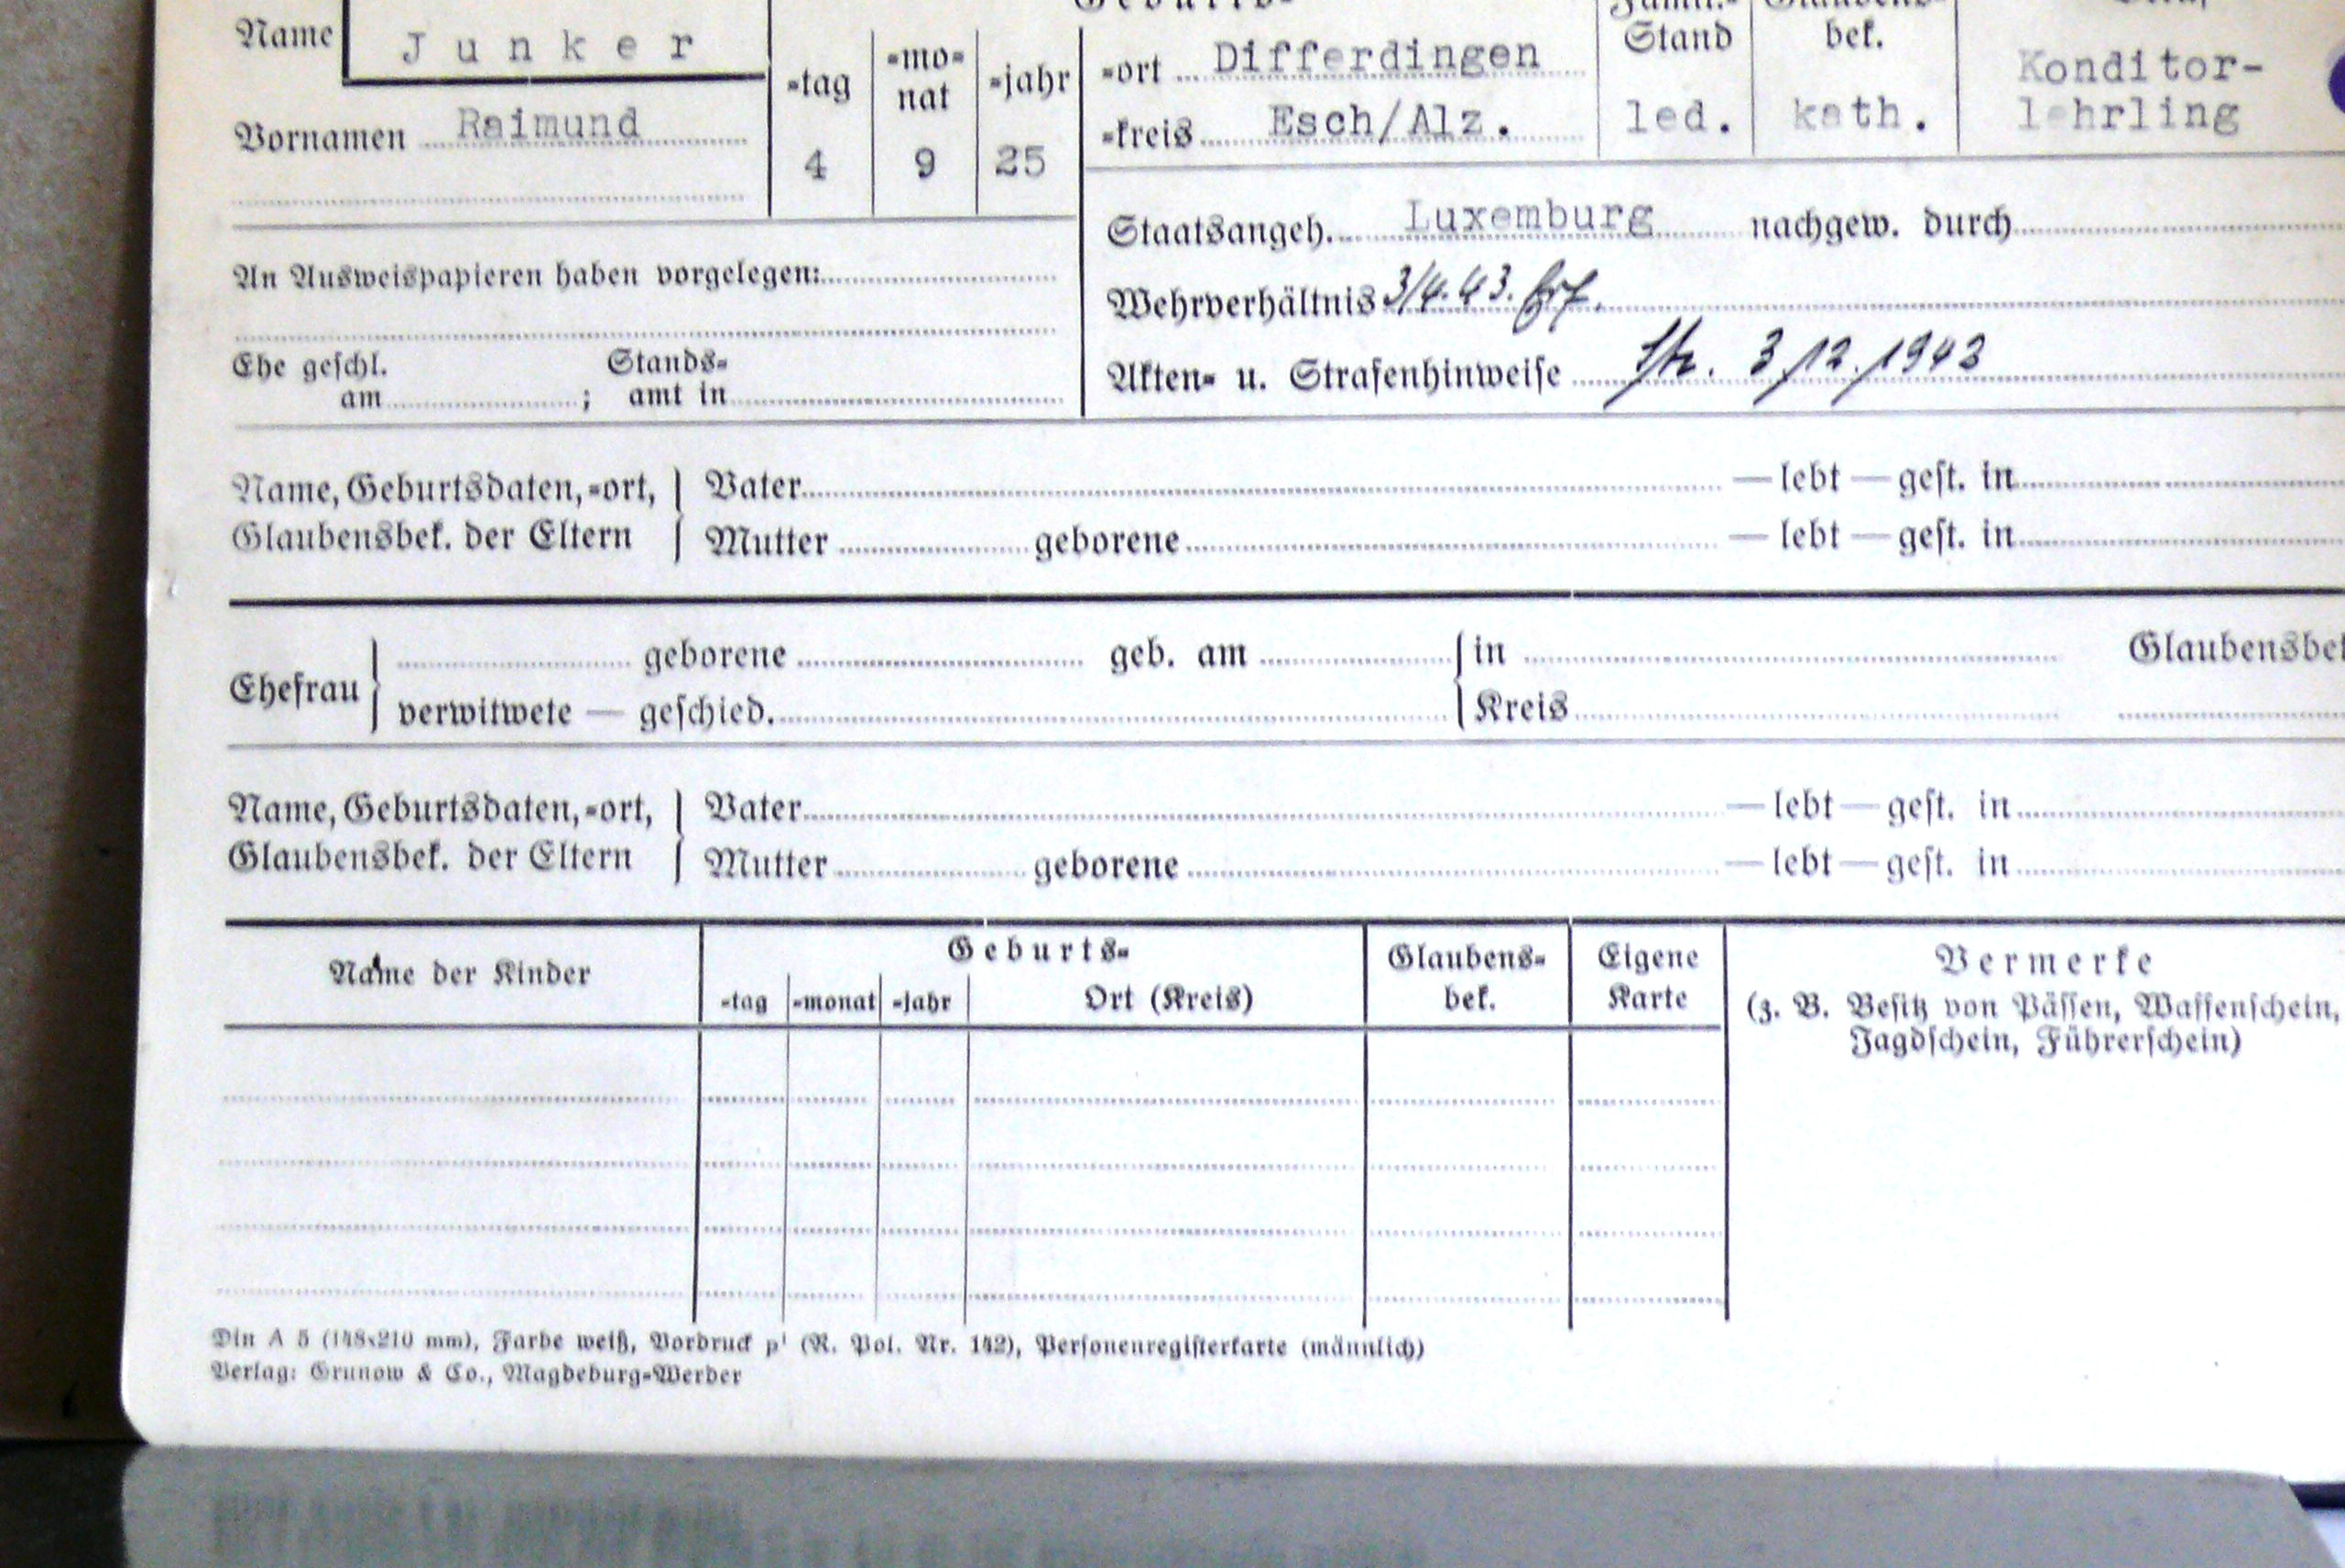 Geburts-
Name Junker
Vornamen Raimund
-tag -monat -jahr
4 9 25
-ort Differdingen
-kreis Esch/Alz.
Famil.-Stand led.
Glaubensbek. kath.
Konditor-
lehrling
An Ausweispapieren haben vorgelegen:
Ehe geschl. Stands-
am ; amt in
Staatsangeh. Luxemburg nachgew. durch
Wehrverhältnis 3/4.43.
Akten- u. Strafenhinweise 3/12.1943
Name, Geburtsdaten, -ort, Vater — lebt — gest. in
Glaubensbek. der Eltern Mutter geborene — lebt — gest. in
Ehefrau geborene geb. am in Glaubensbek
verwitwete — geschied. Kreis
Name, Geburtsdaten, -ort, Vater — lebt — gest. in
Glaubensbek. der Eltern Mutter geborene — lebt — gest. in
Name der Kinder
Geburts-
-tag -monat -jahr Ort (Kreis)
Glaubens-
bek.
Eigene
Karte
Vermerke
(z. B. Besitz von Pässen, Waffenschein,
Jagdschein, Führerschein)
Din A 5 (148x210 mm), Farbe weiß, Vordruck p¹ (R. Pol. Nr. 142), Personenregisterkarte (männlich)
Verlag: Grunow & Co., Magdeburg-Werder